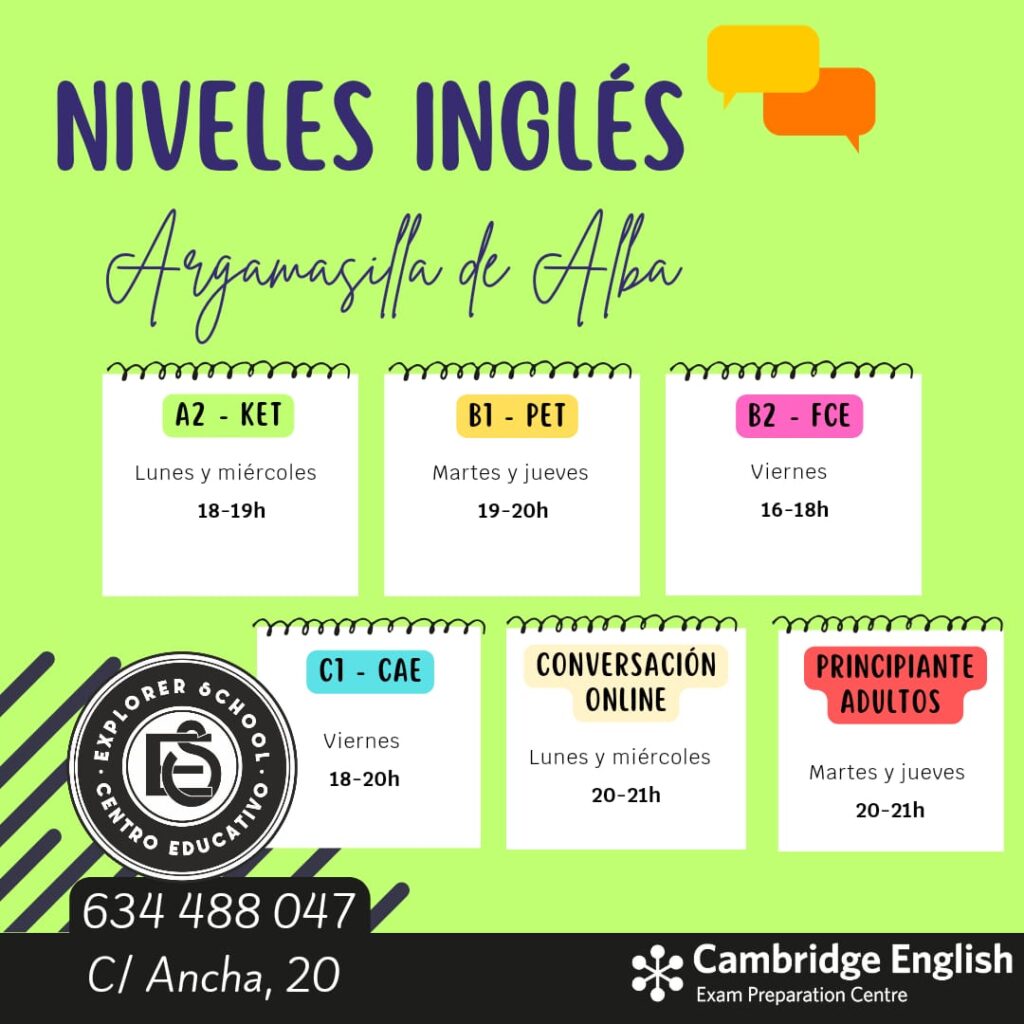 NIVELES INGLÉS
Argamasilla de Alba
A2 - KET
Lunes y miércoles
18-19h
B1 - PET
Martes y jueves
19-20h
B2 - FCE
Viernes
16-18h
C1 - CAE
Viernes
18-20h
CONVERSACIÓN
ONLINE
Lunes y miércoles
20-21h
PRINCIPIANTE
ADULTOS
Martes y jueves
20-21h
EXPLORER SCHOOL
ESC
· CENTRO EDUCATIVO ·
634 488 047
C/ Ancha, 20
Cambridge English
Exam Preparation Centre